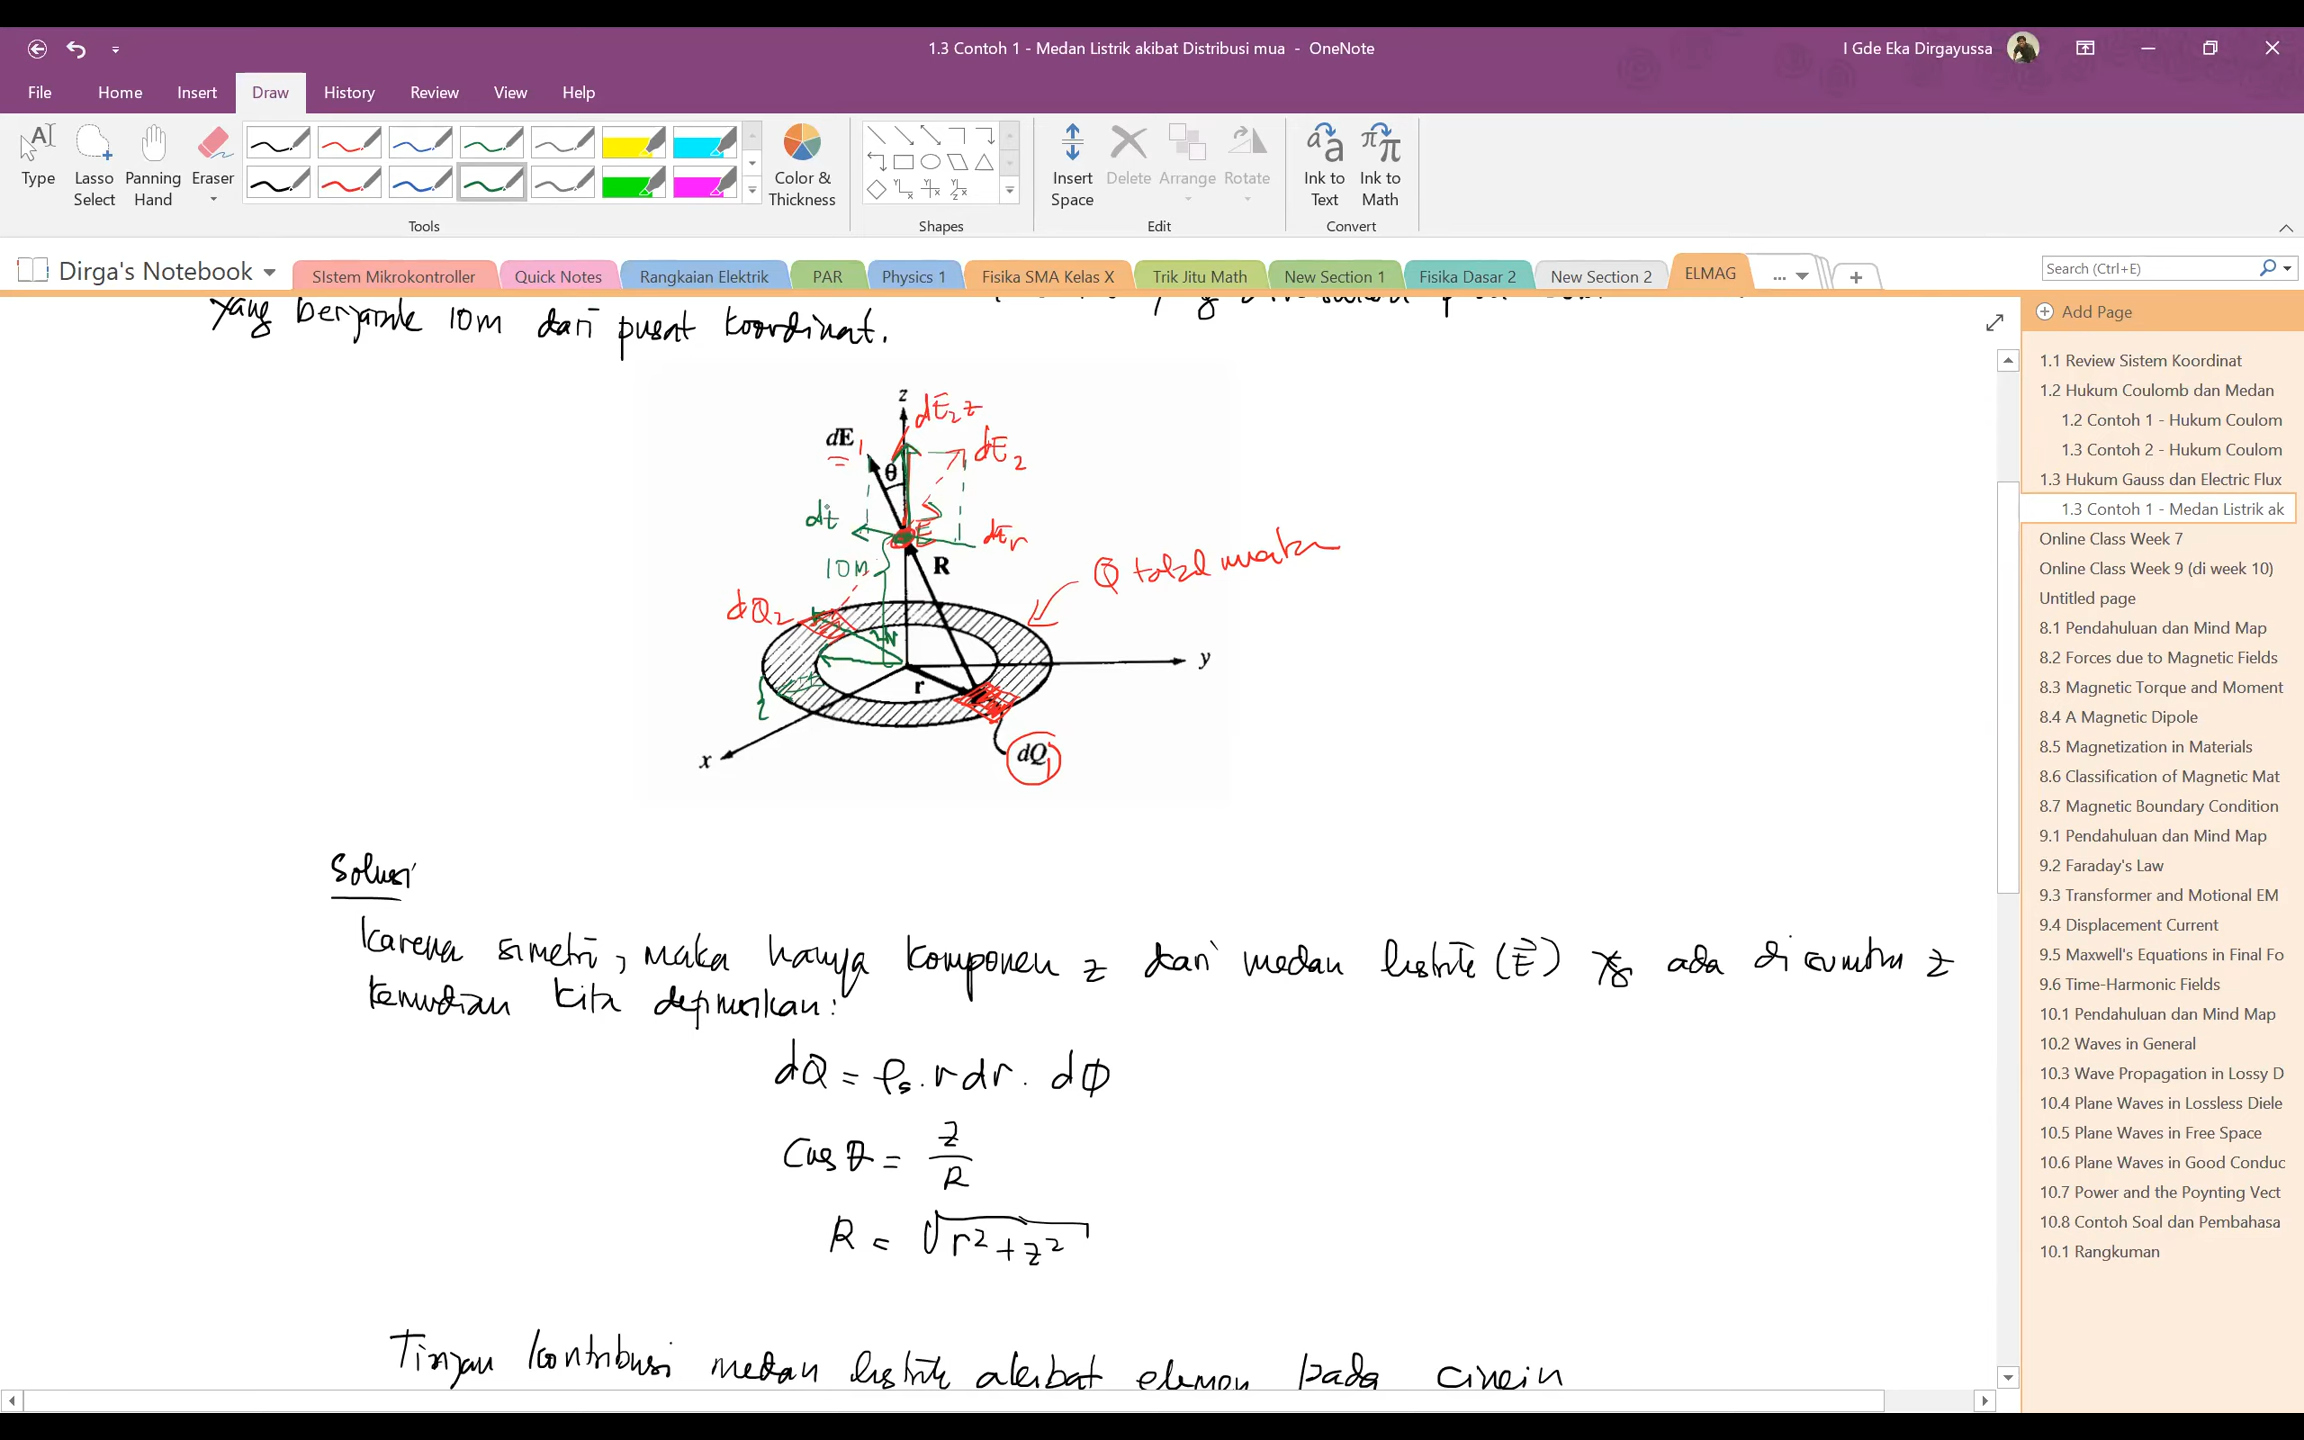 1.3 Contoh 1 - Medan Listrik akibat Distribusi mua - OneNote
I Gde Eka Dirgayussa
File Home Insert Draw History Review View Help
Type
Lasso Select
Panning Hand
Eraser
Color & Thickness
Insert Space
Delete
Arrange
Rotate
Ink to Text
Ink to Math
Tools
Shapes
Edit
Convert
Dirga's Notebook
SIstem Mikrokontroller
Quick Notes
Rangkaian Elektrik
PAR
Physics 1
Fisika SMA Kelas X
Trik Jitu Math
New Section 1
Fisika Dasar 2
New Section 2
ELMAG
...
Search (Ctrl+E)
yang berjarak 10m dari pusat koordinat.
z
dE₂z
dE₁
θ
dE₂
E
dEr
10m
R
Q total muatan
dQ₂
r
y
x
dQ₁
Solusi
Karena simetri, maka hanya komponen z dari medan listrik (E⃗) yg ada di sumbu z
kemudian kita definisikan:
dQ = ρs . r dr . dϕ
Cos θ = z/R
R = √(r² + z²)
Tinjau kontribusi medan listrik akibat elemen pada cincin
Add Page
1.1 Review Sistem Koordinat
1.2 Hukum Coulomb dan Medan
1.2 Contoh 1 - Hukum Coulom
1.3 Contoh 2 - Hukum Coulom
1.3 Hukum Gauss dan Electric Flux
1.3 Contoh 1 - Medan Listrik ak
Online Class Week 7
Online Class Week 9 (di week 10)
Untitled page
8.1 Pendahuluan dan Mind Map
8.2 Forces due to Magnetic Fields
8.3 Magnetic Torque and Moment
8.4 A Magnetic Dipole
8.5 Magnetization in Materials
8.6 Classification of Magnetic Mat
8.7 Magnetic Boundary Condition
9.1 Pendahuluan dan Mind Map
9.2 Faraday's Law
9.3 Transformer and Motional EM
9.4 Displacement Current
9.5 Maxwell's Equations in Final Fo
9.6 Time-Harmonic Fields
10.1 Pendahuluan dan Mind Map
10.2 Waves in General
10.3 Wave Propagation in Lossy D
10.4 Plane Waves in Lossless Diele
10.5 Plane Waves in Free Space
10.6 Plane Waves in Good Conduc
10.7 Power and the Poynting Vect
10.8 Contoh Soal dan Pembahasa
10.1 Rangkuman